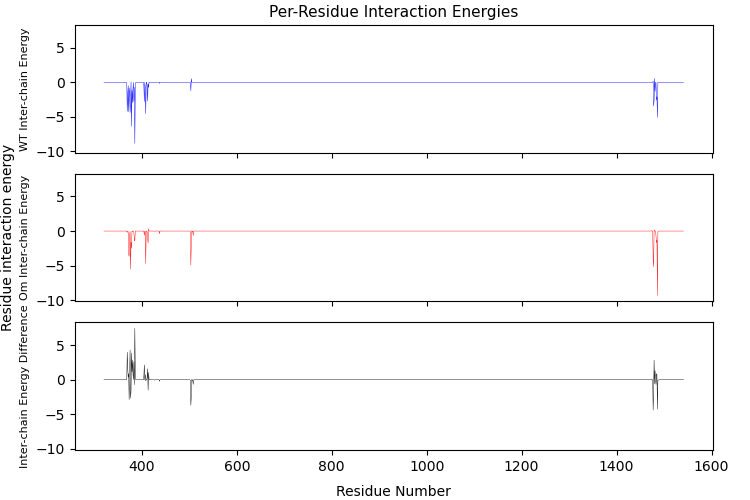 Per-Residue Interaction Energies
Residue interaction energy
WT Inter-chain Energy
5
0
−5
−10
Om Inter-chain Energy
5
0
−5
−10
Inter-chain Energy Difference
5
0
−5
−10
400 600 800 1000 1200 1400 1600
Residue Number